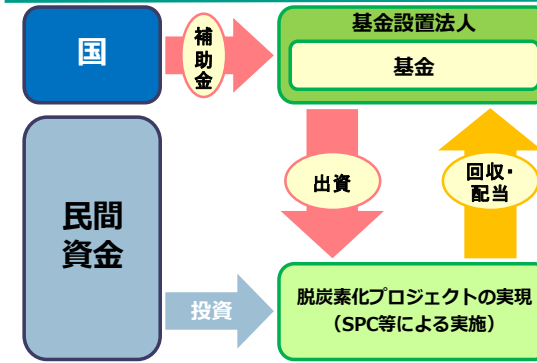 国
補
助
金
基金設置法人
基金
出資
回収・
配当
民間
資金
投資
脱炭素化プロジェクトの実現
（SPC等による実施）